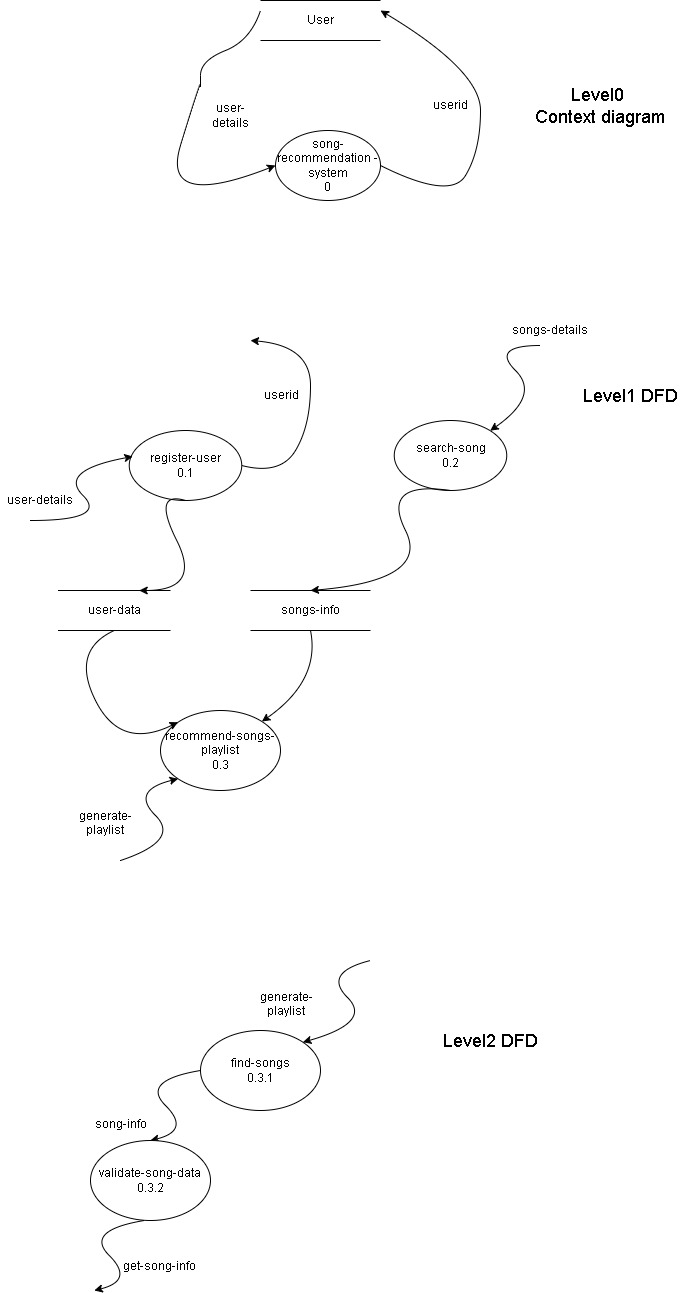 User
Level0
Context diagram
user-
details
userid
song-
recommendation -
system
0
songs-details
userid
Level1 DFD
register-user
0.1
search-song
0.2
user-details
user-data
songs-info
recommend-songs-
playlist
0.3
generate-
playlist
generate-
playlist
Level2 DFD
find-songs
0.3.1
song-info
validate-song-data
0.3.2
get-song-info